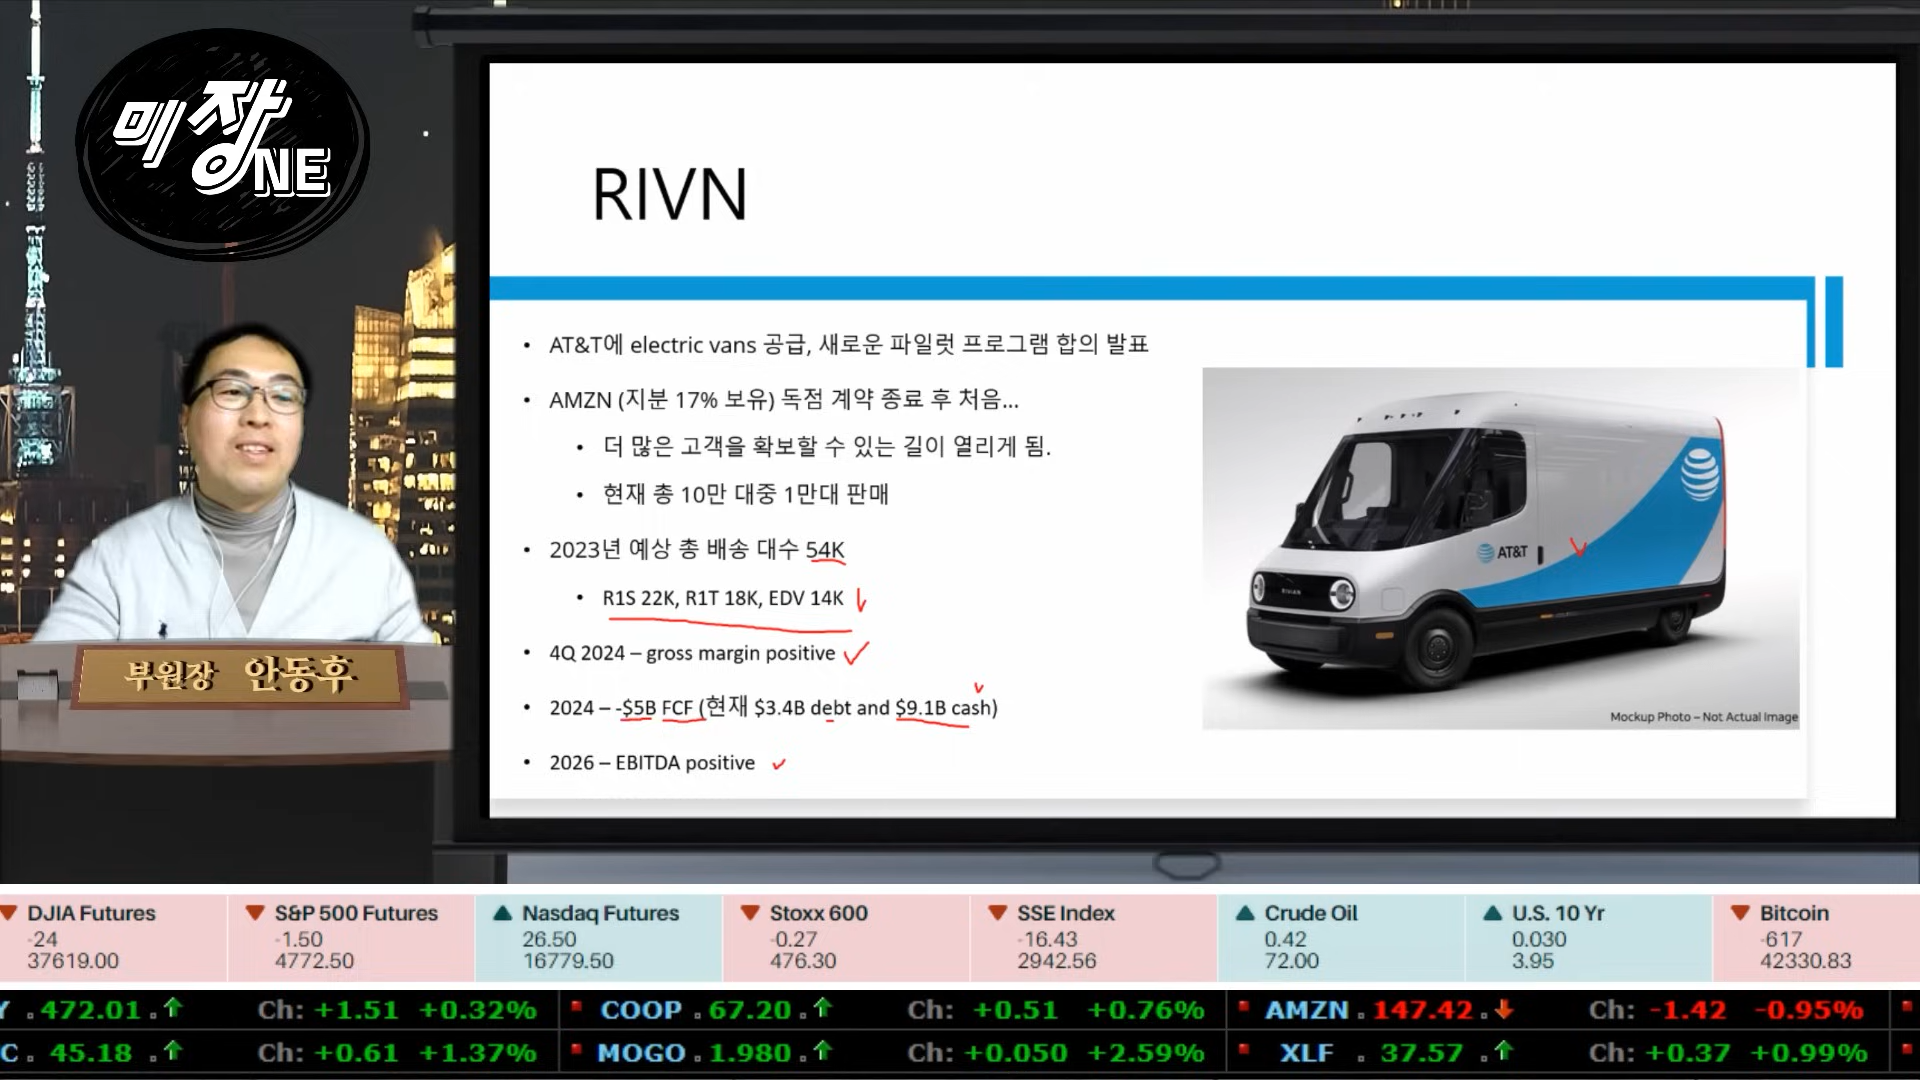 미장NE
RIVN
• AT&T에 electric vans 공급, 새로운 파일럿 프로그램 합의 발표
• AMZN (지분 17% 보유) 독점 계약 종료 후 처음...
• 더 많은 고객을 확보할 수 있는 길이 열리게 됨.
• 현재 총 10만 대중 1만대 판매
• 2023년 예상 총 배송 대수 54K
• R1S 22K, R1T 18K, EDV 14K
• 4Q 2024 – gross margin positive
• 2024 – -$5B FCF (현재 $3.4B debt and $9.1B cash)
• 2026 – EBITDA positive
AT&T
RIVIAN
Mockup Photo – Not Actual Image
부원장 안동후
▼ DJIA Futures ▼ S&P 500 Futures ▲ Nasdaq Futures ▼ Stoxx 600 ▼ SSE Index ▲ Crude Oil ▲ U.S. 10 Yr ▼ Bitcoin
-24 -1.50 26.50 -0.27 -16.43 0.42 0.030 -617
37619.00 4772.50 16779.50 476.30 2942.56 72.00 3.95 42330.83
Y . 472.01 . ↑ Ch: +1.51 +0.32% COOP . 67.20 . ↑ Ch: +0.51 +0.76% AMZN . 147.42 . ↓ Ch: -1.42 -0.95%
C . 45.18 . ↑ Ch: +0.61 +1.37% MOGO . 1.980 . ↑ Ch: +0.050 +2.59% XLF . 37.57 . ↑ Ch: +0.37 +0.99%